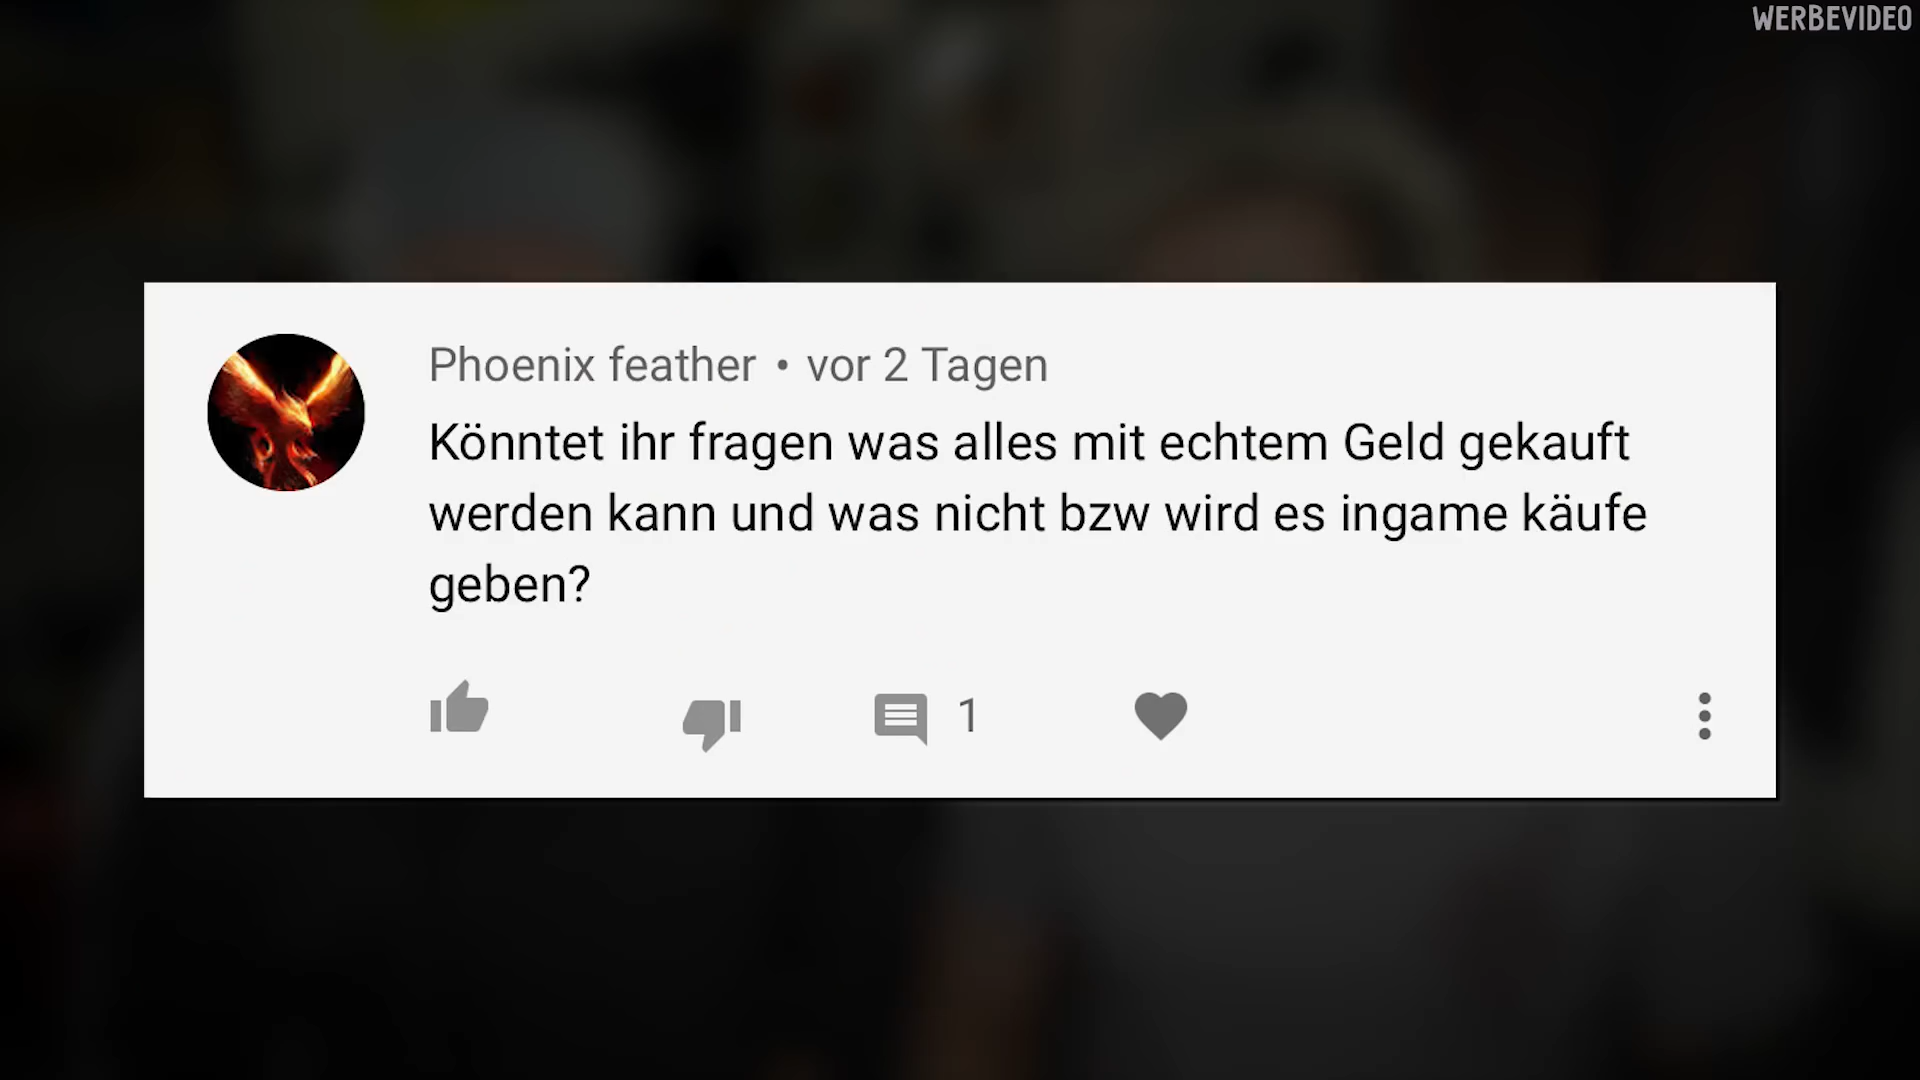 WERBEVIDEO
Phoenix feather • vor 2 Tagen
Könntet ihr fragen was alles mit echtem Geld gekauft
werden kann und was nicht bzw wird es ingame käufe
geben?
1